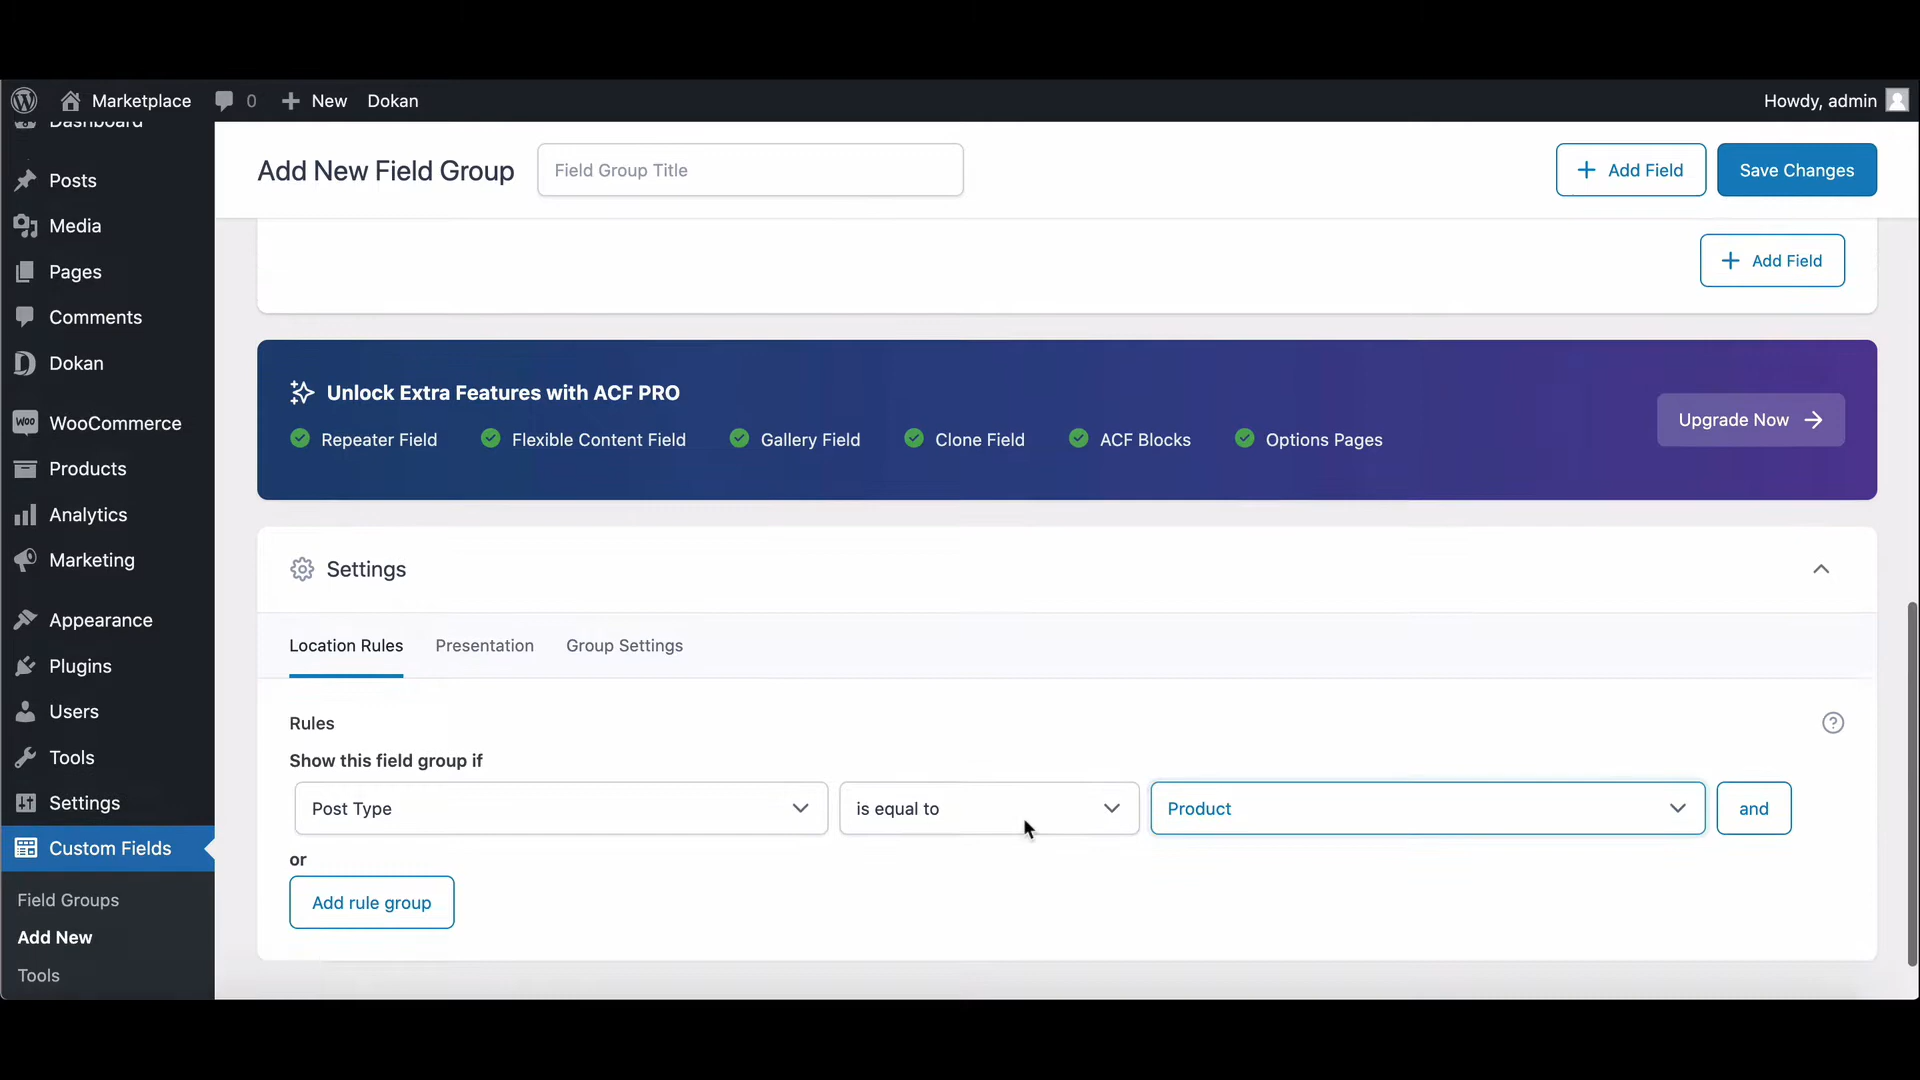 Marketplace 0 New Dokan Howdy, admin
Dashboard
Posts
Media
Pages
Comments
Dokan
WooCommerce
Products
Analytics
Marketing
Appearance
Plugins
Users
Tools
Settings
Custom Fields
Field Groups
Add New
Tools
Add New Field Group Field Group Title + Add Field Save Changes
+ Add Field
Unlock Extra Features with ACF PRO
Repeater Field Flexible Content Field Gallery Field Clone Field ACF Blocks Options Pages
Upgrade Now →
Settings
Location Rules Presentation Group Settings
Rules
Show this field group if
Post Type is equal to Product and
or
Add rule group